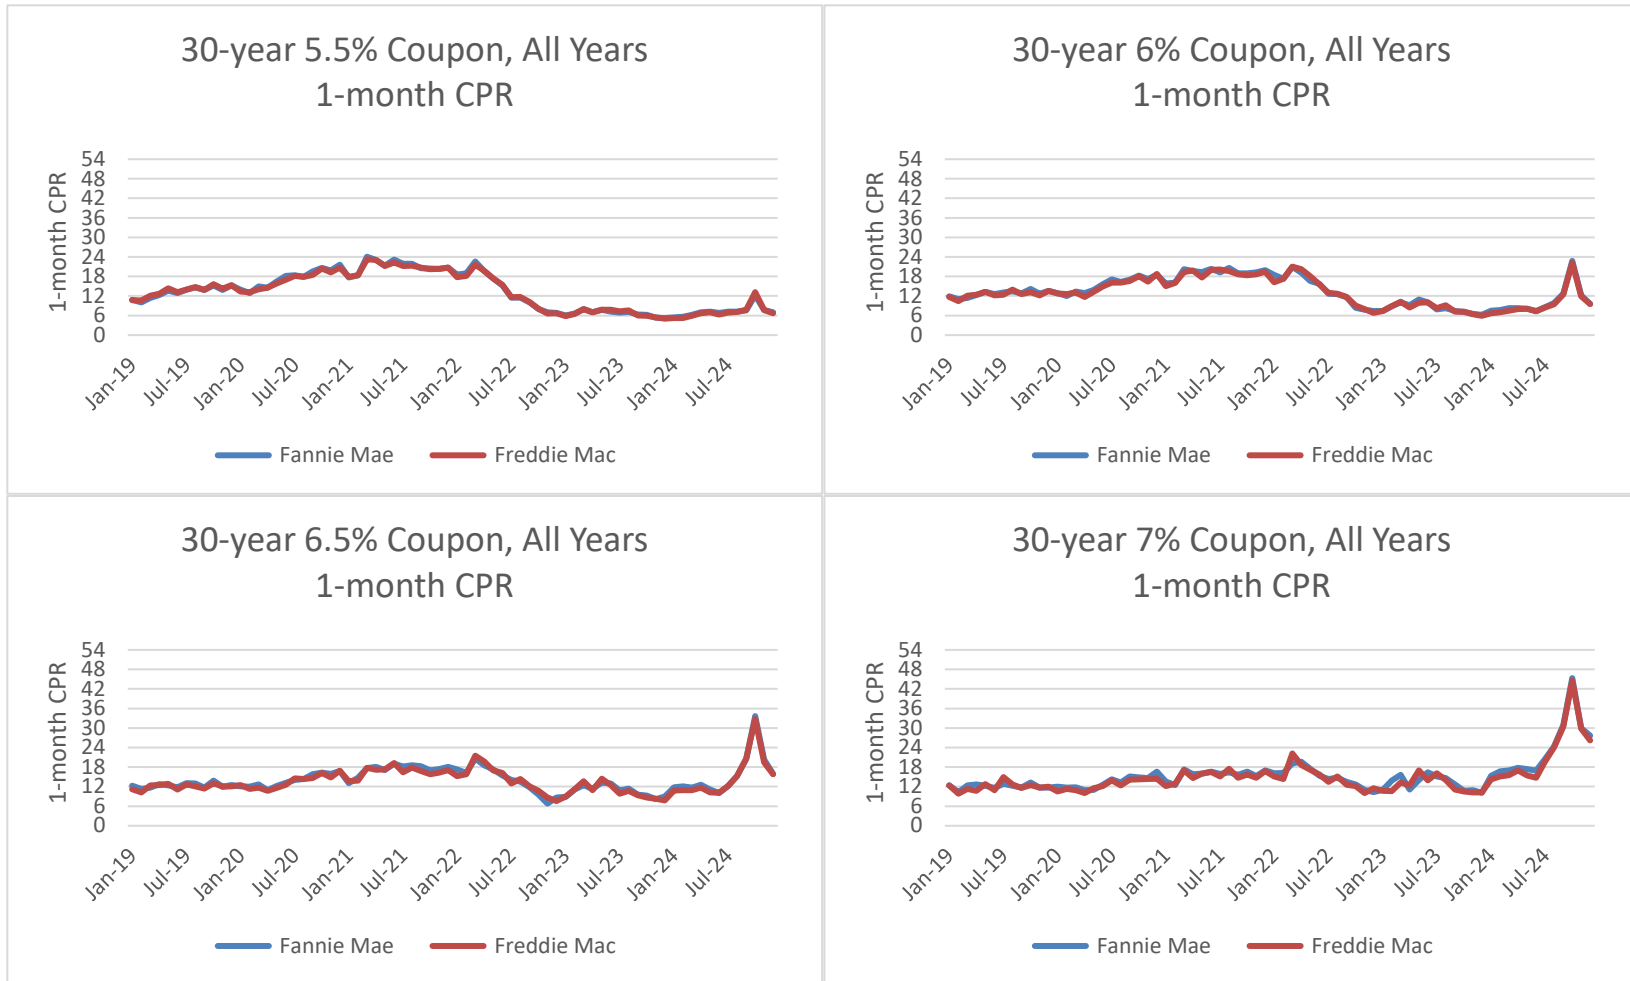 30-year 5.5% Coupon, All Years
1-month CPR
1-month CPR
54
48
42
36
30
24
18
12
6
0
Jan-19
Jul-19
Jan-20
Jul-20
Jan-21
Jul-21
Jan-22
Jul-22
Jan-23
Jul-23
Jan-24
Jul-24
Fannie Mae
Freddie Mac
30-year 6% Coupon, All Years
1-month CPR
1-month CPR
54
48
42
36
30
24
18
12
6
0
Jan-19
Jul-19
Jan-20
Jul-20
Jan-21
Jul-21
Jan-22
Jul-22
Jan-23
Jul-23
Jan-24
Jul-24
Fannie Mae
Freddie Mac
30-year 6.5% Coupon, All Years
1-month CPR
1-month CPR
54
48
42
36
30
24
18
12
6
0
Jan-19
Jul-19
Jan-20
Jul-20
Jan-21
Jul-21
Jan-22
Jul-22
Jan-23
Jul-23
Jan-24
Jul-24
Fannie Mae
Freddie Mac
30-year 7% Coupon, All Years
1-month CPR
1-month CPR
54
48
42
36
30
24
18
12
6
0
Jan-19
Jul-19
Jan-20
Jul-20
Jan-21
Jul-21
Jan-22
Jul-22
Jan-23
Jul-23
Jan-24
Jul-24
Fannie Mae
Freddie Mac